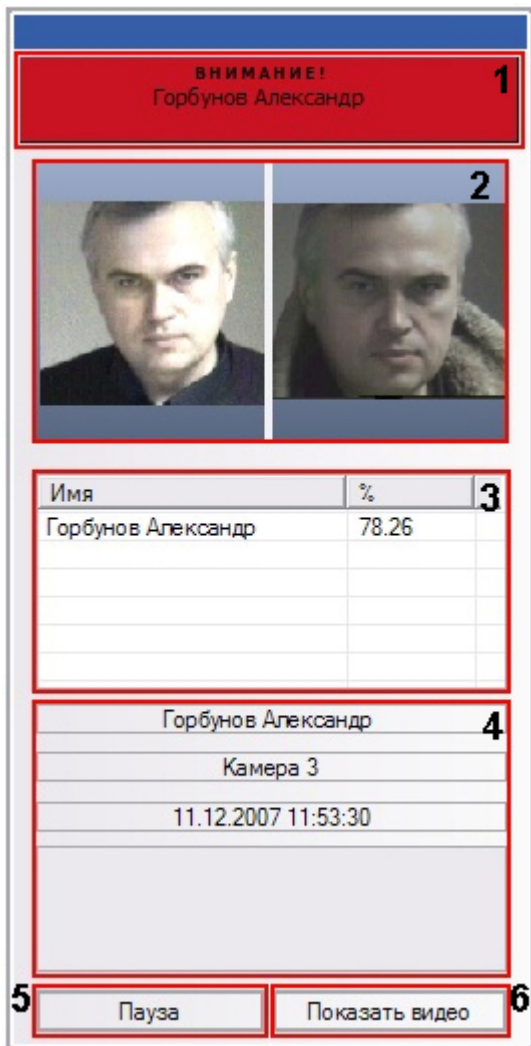 ВНИМАНИЕ!
1
Горбунов Александр
2
Имя % 3
Горбунов Александр 78.26
Горбунов Александр 4
Камера 3
11.12.2007 11:53:30
5 Пауза Показать видео 6